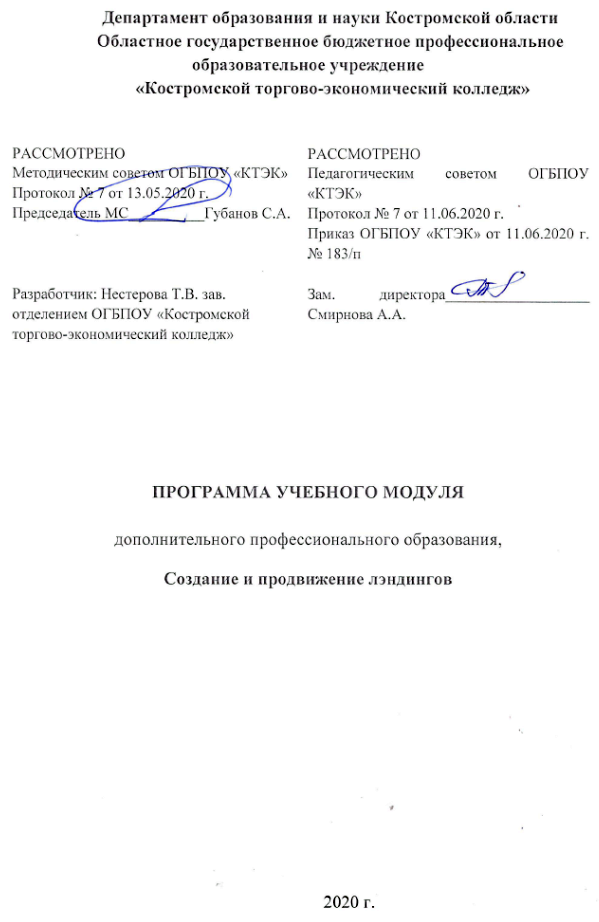 Департамент образования и науки Костромской области
Областное государственное бюджетное профессиональное
образовательное учреждение
«Костромской торгово-экономический колледж»
РАССМОТРЕНО
Методическим советом ОГБПОУ «КТЭК»
Протокол № 7 от 13.05.2020 г.
Председатель МС__________Губанов С.А.
РАССМОТРЕНО
Педагогическим советом ОГБПОУ
«КТЭК»
Протокол № 7 от 11.06.2020 г.
Приказ ОГБПОУ «КТЭК» от 11.06.2020 г.
№ 183/п
Разработчик: Нестерова Т.В. зав.
отделением ОГБПОУ «Костромской
торгово-экономический колледж»
Зам. директора___________________
Смирнова А.А.
ПРОГРАММА УЧЕБНОГО МОДУЛЯ
дополнительного профессионального образования,
Создание и продвижение лэндингов
2020 г.